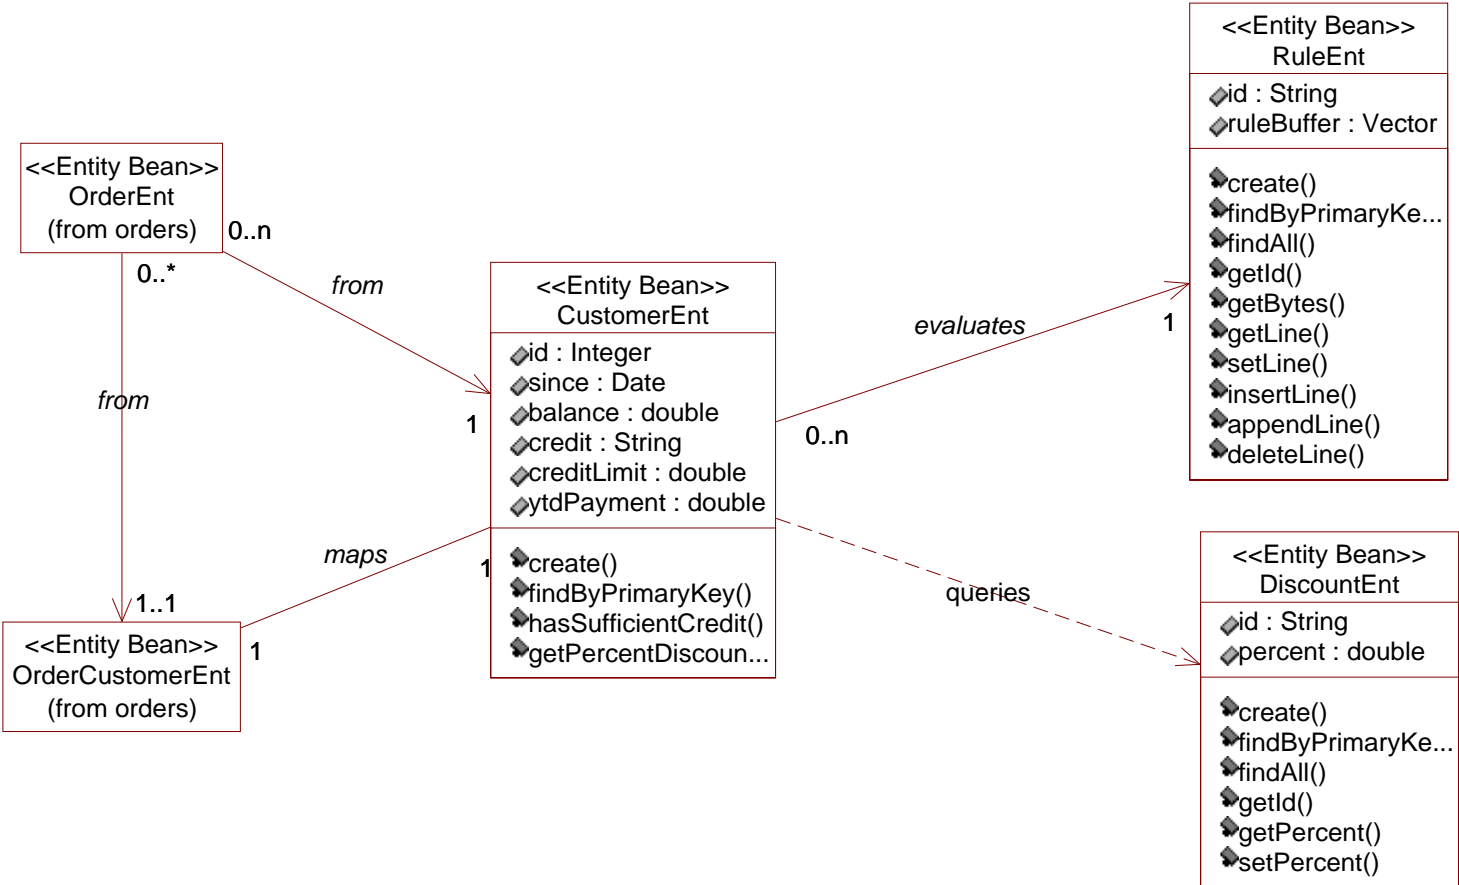 <<Entity Bean>>
RuleEnt
id : String
ruleBuffer : Vector
create()
findByPrimaryKe...
findAll()
getId()
getBytes()
getLine()
setLine()
insertLine()
appendLine()
deleteLine()
<<Entity Bean>>
OrderEnt
(from orders)
0..n
0..*
from
from
<<Entity Bean>>
CustomerEnt
id : Integer
since : Date
balance : double
credit : String
creditLimit : double
ytdPayment : double
create()
findByPrimaryKey()
hasSufficientCredit()
getPercentDiscoun...
1
evaluates
1
0..n
maps
1
1..1
1
<<Entity Bean>>
OrderCustomerEnt
(from orders)
queries
<<Entity Bean>>
DiscountEnt
id : String
percent : double
create()
findByPrimaryKe...
findAll()
getId()
getPercent()
setPercent()